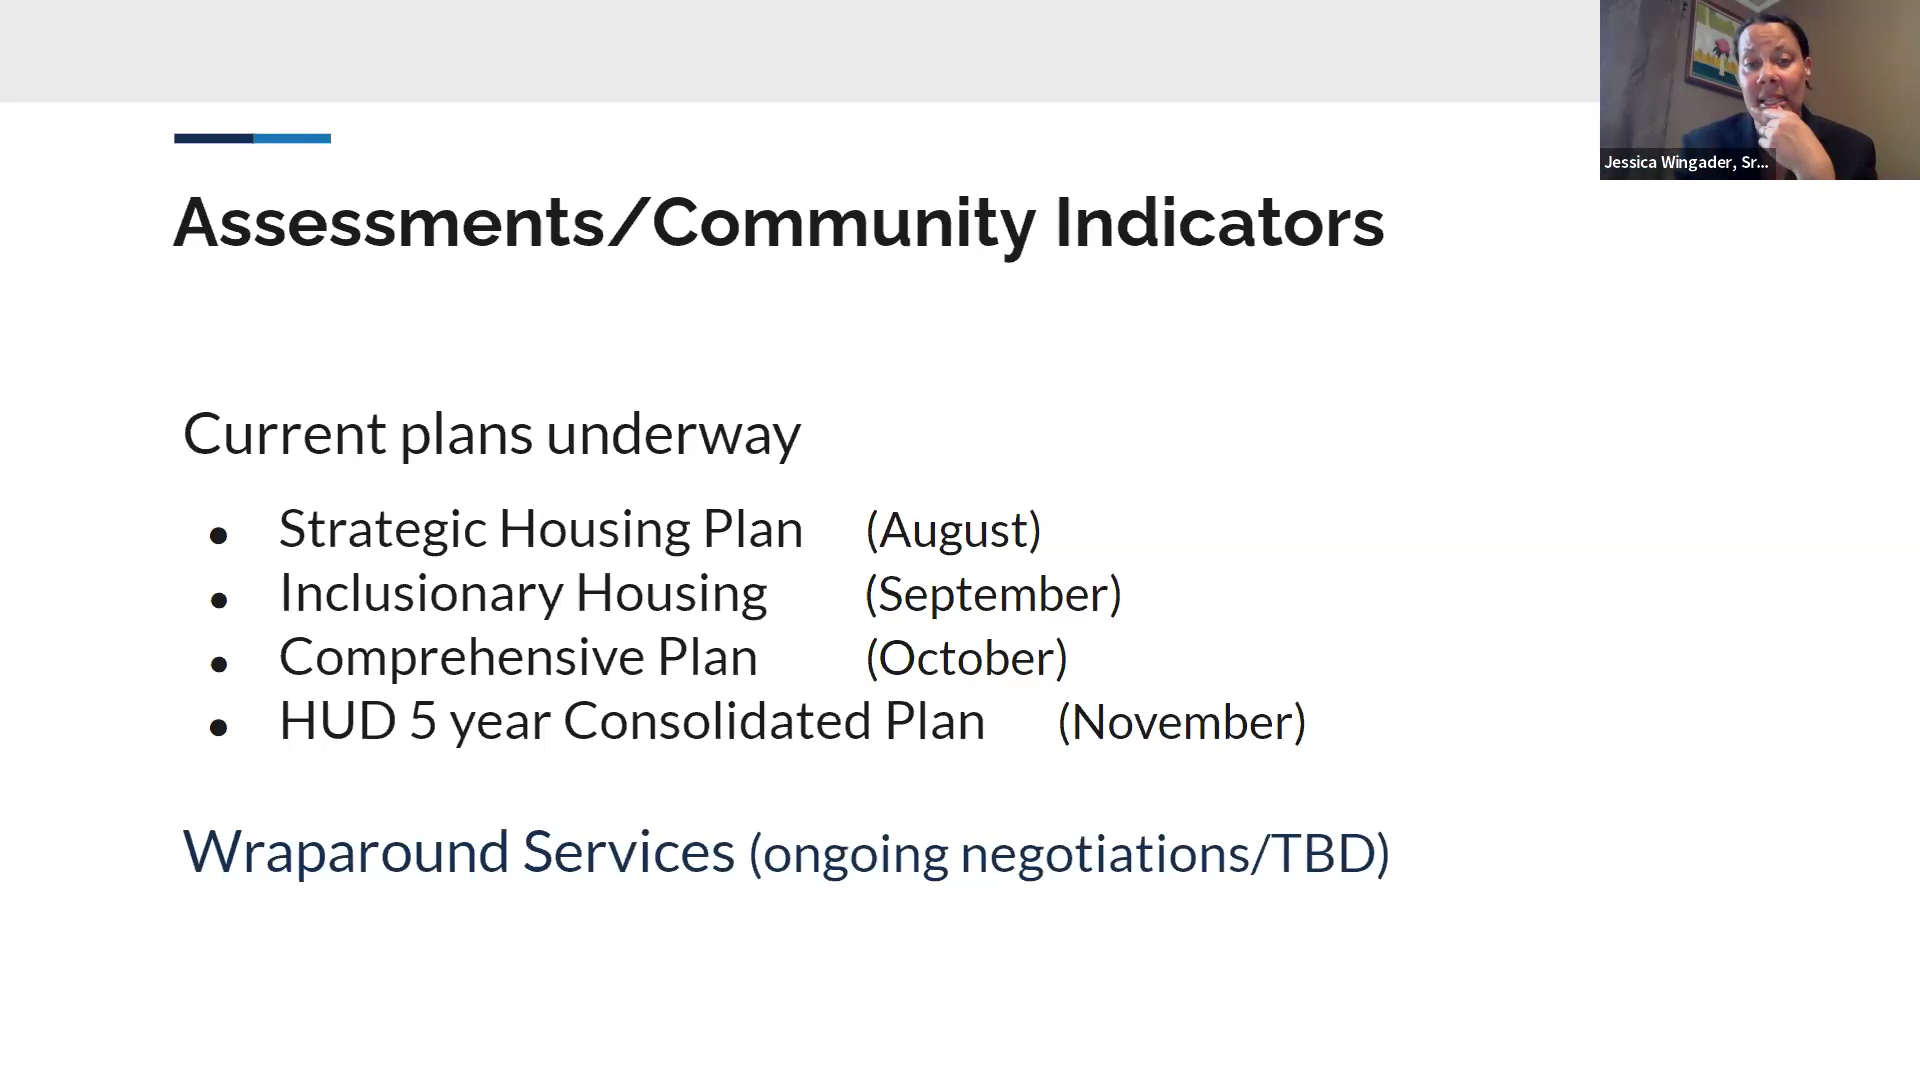 Jessica Wingader, Sr...
Assessments/Community Indicators
Current plans underway
● Strategic Housing Plan (August)
● Inclusionary Housing (September)
● Comprehensive Plan (October)
● HUD 5 year Consolidated Plan (November)
Wraparound Services (ongoing negotiations/TBD)